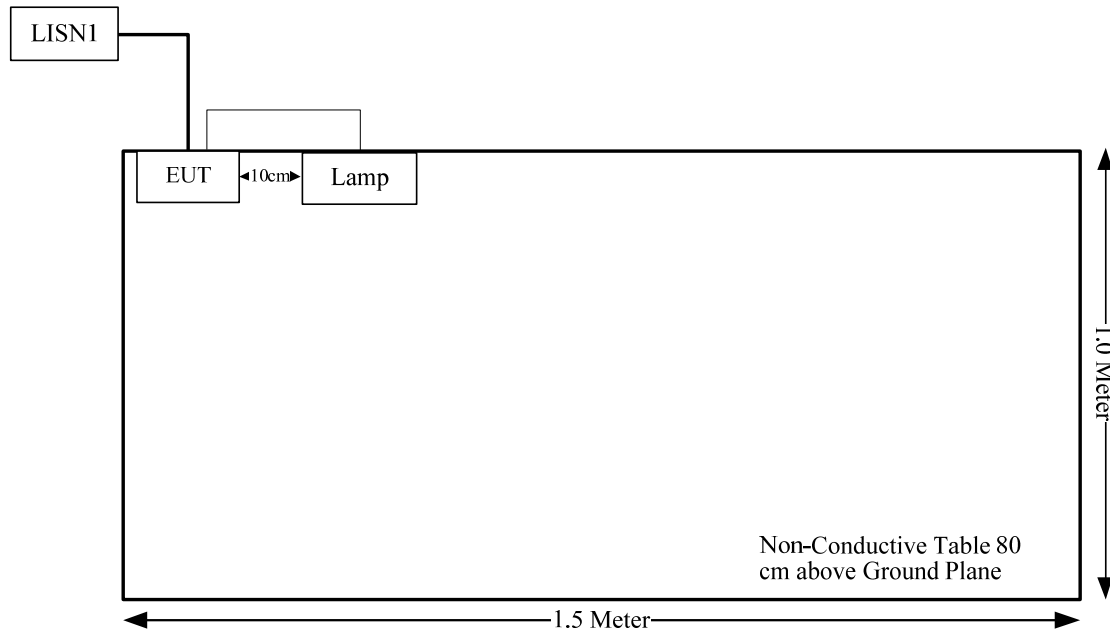 LISN1
EUT
10cm
Lamp
1.0 Meter
Non-Conductive Table 80
cm above Ground Plane
1.5 Meter